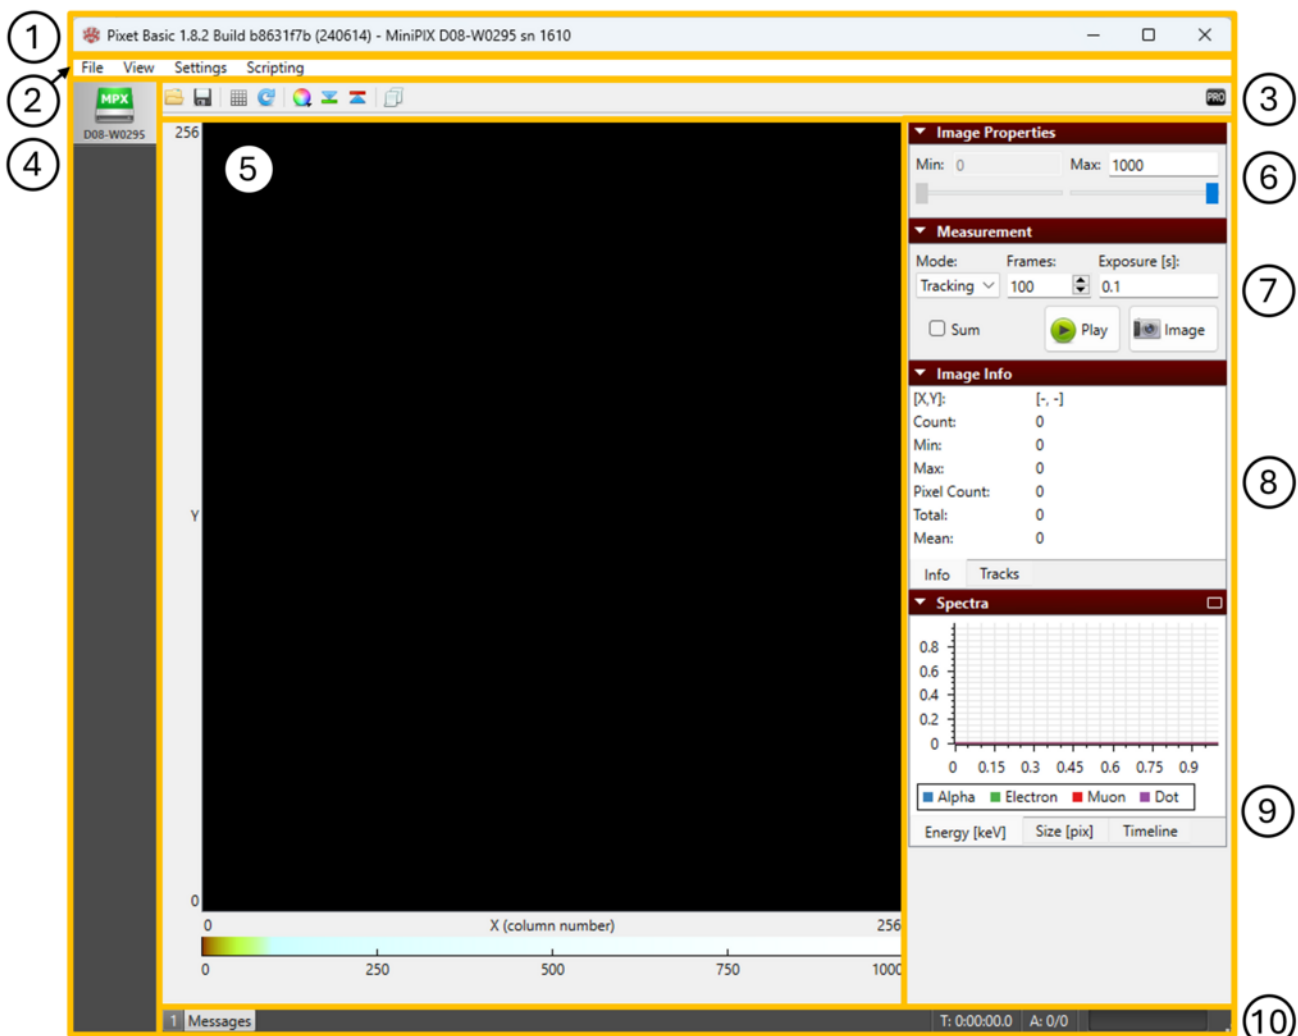 1
Pixet Basic 1.8.2 Build b8631f7b (240614) - MiniPIX D08-W0295 sn 1610
2
File View Settings Scripting
3
PRO
4
MPX
D08-W0295
5
256
Y
0
0 X (column number) 256
0 250 500 750 1000
6
Image Properties
Min: 0 Max: 1000
7
Measurement
Mode: Frames: Exposure [s]:
Tracking 100 0.1
Sum Play Image
8
Image Info
[X,Y]: [-, -]
Count: 0
Min: 0
Max: 0
Pixel Count: 0
Total: 0
Mean: 0
Info Tracks
9
Spectra
0.8
0.6
0.4
0.2
0
0 0.15 0.3 0.45 0.6 0.75 0.9
Alpha Electron Muon Dot
Energy [keV] Size [pix] Timeline
10
1 Messages T: 0:00:00.0 A: 0/0